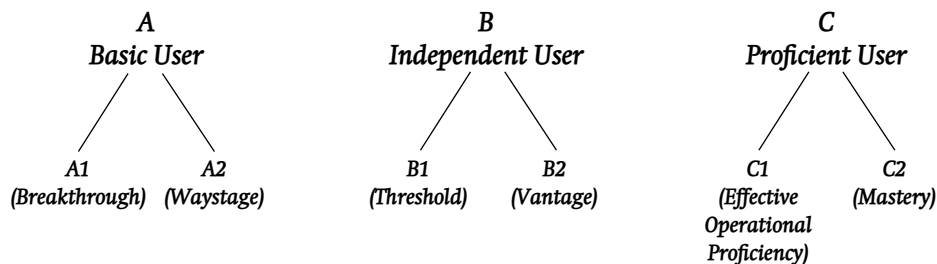 A
Basic User
B
Independent User
C
Proficient User
A1
(Breakthrough)
A2
(Waystage)
B1
(Threshold)
B2
(Vantage)
C1
(Effective
Operational
Proficiency)
C2
(Mastery)